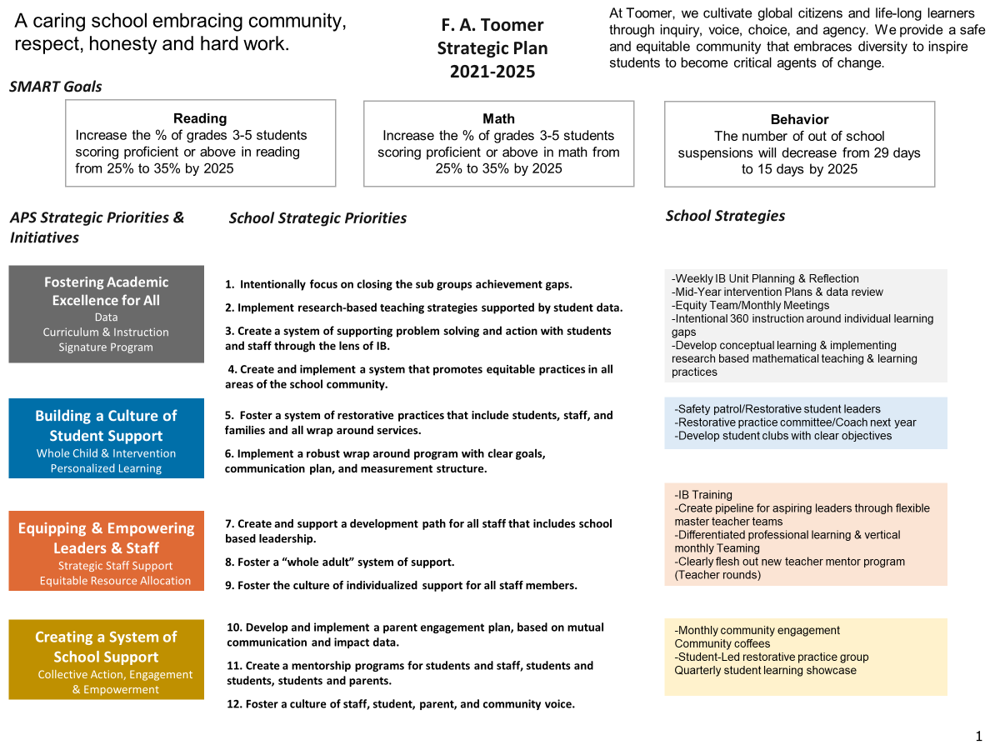 A caring school embracing community,
respect, honesty and hard work.
F. A. Toomer
Strategic Plan
2021-2025
At Toomer, we cultivate global citizens and life-long learners
through inquiry, voice, choice, and agency. We provide a safe
and equitable community that embraces diversity to inspire
students to become critical agents of change.
SMART Goals
Reading
Increase the % of grades 3-5 students
scoring proficient or above in reading
from 25% to 35% by 2025
Math
Increase the % of grades 3-5 students
scoring proficient or above in math from
25% to 35% by 2025
Behavior
The number of out of school
suspensions will decrease from 29 days
to 15 days by 2025
APS Strategic Priorities &
Initiatives
School Strategic Priorities
School Strategies
Fostering Academic
Excellence for All
Data
Curriculum & Instruction
Signature Program
1. Intentionally focus on closing the sub groups achievement gaps.
2. Implement research-based teaching strategies supported by student data.
3. Create a system of supporting problem solving and action with students
and staff through the lens of IB.
4. Create and implement a system that promotes equitable practices in all
areas of the school community.
-Weekly IB Unit Planning & Reflection
-Mid-Year intervention Plans & data review
-Equity Team/Monthly Meetings
-Intentional 360 instruction around individual learning
gaps
-Develop conceptual learning & implementing
research based mathematical teaching & learning
practices
Building a Culture of
Student Support
Whole Child & Intervention
Personalized Learning
5. Foster a system of restorative practices that include students, staff, and
families and all wrap around services.
6. Implement a robust wrap around program with clear goals,
communication plan, and measurement structure.
-Safety patrol/Restorative student leaders
-Restorative practice committee/Coach next year
-Develop student clubs with clear objectives
Equipping & Empowering
Leaders & Staff
Strategic Staff Support
Equitable Resource Allocation
7. Create and support a development path for all staff that includes school
based leadership.
8. Foster a “whole adult” system of support.
9. Foster the culture of individualized support for all staff members.
-IB Training
-Create pipeline for aspiring leaders through flexible
master teacher teams
-Differentiated professional learning & vertical
monthly Teaming
-Clearly flesh out new teacher mentor program
(Teacher rounds)
Creating a System of
School Support
Collective Action, Engagement
& Empowerment
10. Develop and implement a parent engagement plan, based on mutual
communication and impact data.
11. Create a mentorship programs for students and staff, students and
students, students and parents.
12. Foster a culture of staff, student, parent, and community voice.
-Monthly community engagement
Community coffees
-Student-Led restorative practice group
Quarterly student learning showcase
1